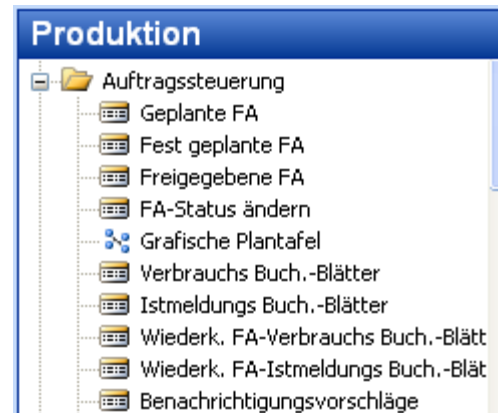 Produktion
Auftragssteuerung
Geplante FA
Fest geplante FA
Freigegebene FA
FA-Status ändern
Grafische Plantafel
Verbrauchs Buch.-Blätter
Istmeldungs Buch.-Blätter
Wiederk. FA-Verbrauchs Buch.-Blätt
Wiederk. FA-Istmeldungs Buch.-Blät
Benachrichtigungsvorschläge